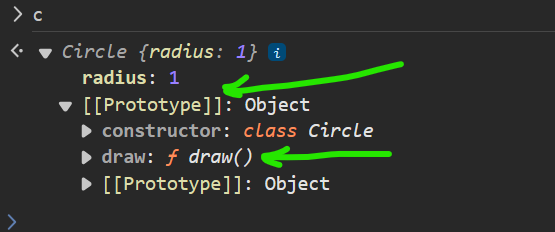 > c
Circle {radius: 1} i
radius: 1
[[Prototype]]: Object
constructor: class Circle
draw: ƒ draw()
[[Prototype]]: Object
>